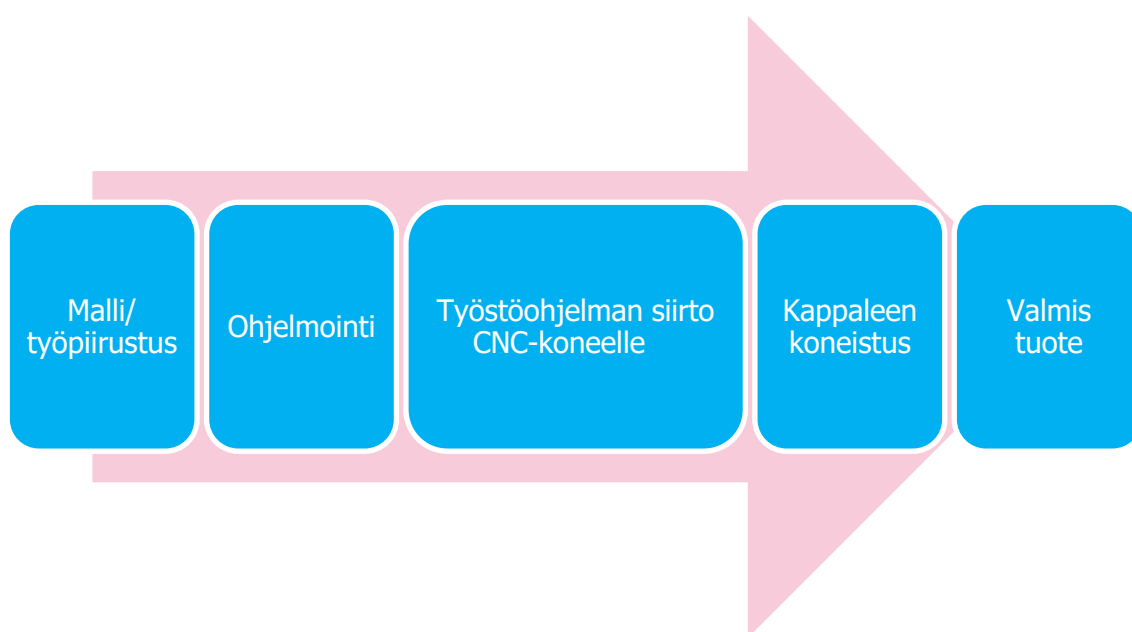 Malli/
työpiirustus
Ohjelmointi
Työstöohjelman siirto
CNC-koneelle
Kappaleen
koneistus
Valmis
tuote